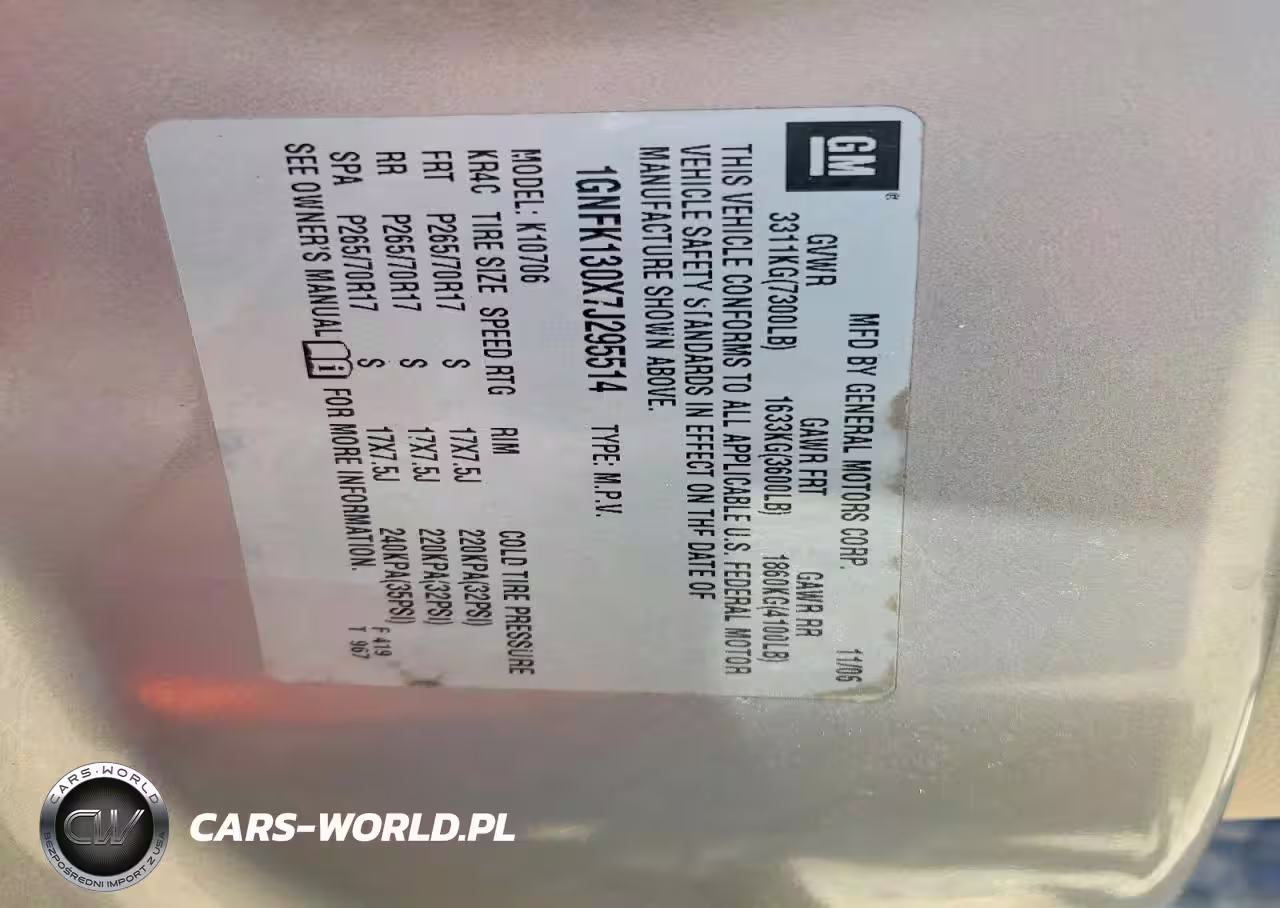 GM ®
MFD BY GENERAL MOTORS CORP. 11/06
GVWR GAWR FRT GAWR RR
3311KG(7300LB) 1633KG(3600LB) 1860KG(4100LB)
THIS VEHICLE CONFORMS TO ALL APPLICABLE U.S. FEDERAL MOTOR
VEHICLE SAFETY STANDARDS IN EFFECT ON THE DATE OF
MANUFACTURE SHOWN ABOVE.
1GNFK130X7J295514 TYPE: M.P.V.
MODEL: K10706
KR4C TIRE SIZE SPEED RTG RIM COLD TIRE PRESSURE
FRT P265/70R17 S 17X7.5J 220KPA(32PSI)
RR P265/70R17 S 17X7.5J 220KPA(32PSI)
SPA P265/70R17 S 17X7.5J 240KPA(35PSI)
SEE OWNER'S MANUAL FOR MORE INFORMATION.
F 419
T 967
CARS-WORLD
CW
BEZPOŚREDNI IMPORT Z USA
CARS-WORLD.PL